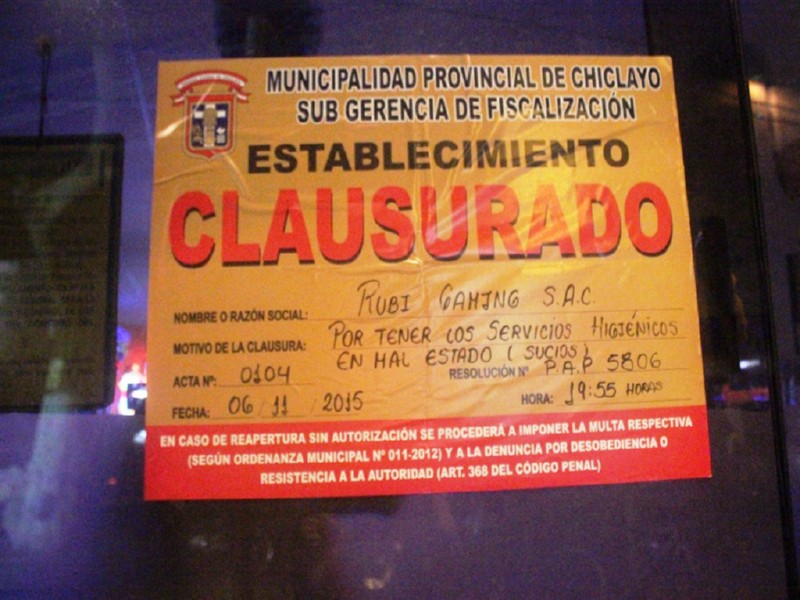 MUNICIPALIDAD PROVINCIAL DE CHICLAYO
SUB GERENCIA DE FISCALIZACIÓN
ESTABLECIMIENTO
CLAUSURADO
NOMBRE O RAZÓN SOCIAL: RUBI GAMING S.A.C.
MOTIVO DE LA CLAUSURA: POR TENER LOS SERVICIOS HIGIÉNICOS
EN MAL ESTADO (SUCIOS)
ACTA Nº: 0104 RESOLUCIÓN Nº P.A.P 5806
FECHA: 06 / 11 / 2015 HORA: 19:55 HORAS
EN CASO DE REAPERTURA SIN AUTORIZACIÓN SE PROCEDERÁ A IMPONER LA MULTA RESPECTIVA
(SEGÚN ORDENANZA MUNICIPAL Nº 011-2012) Y A LA DENUNCIA POR DESOBEDIENCIA O
RESISTENCIA A LA AUTORIDAD (ART. 368 DEL CÓDIGO PENAL)